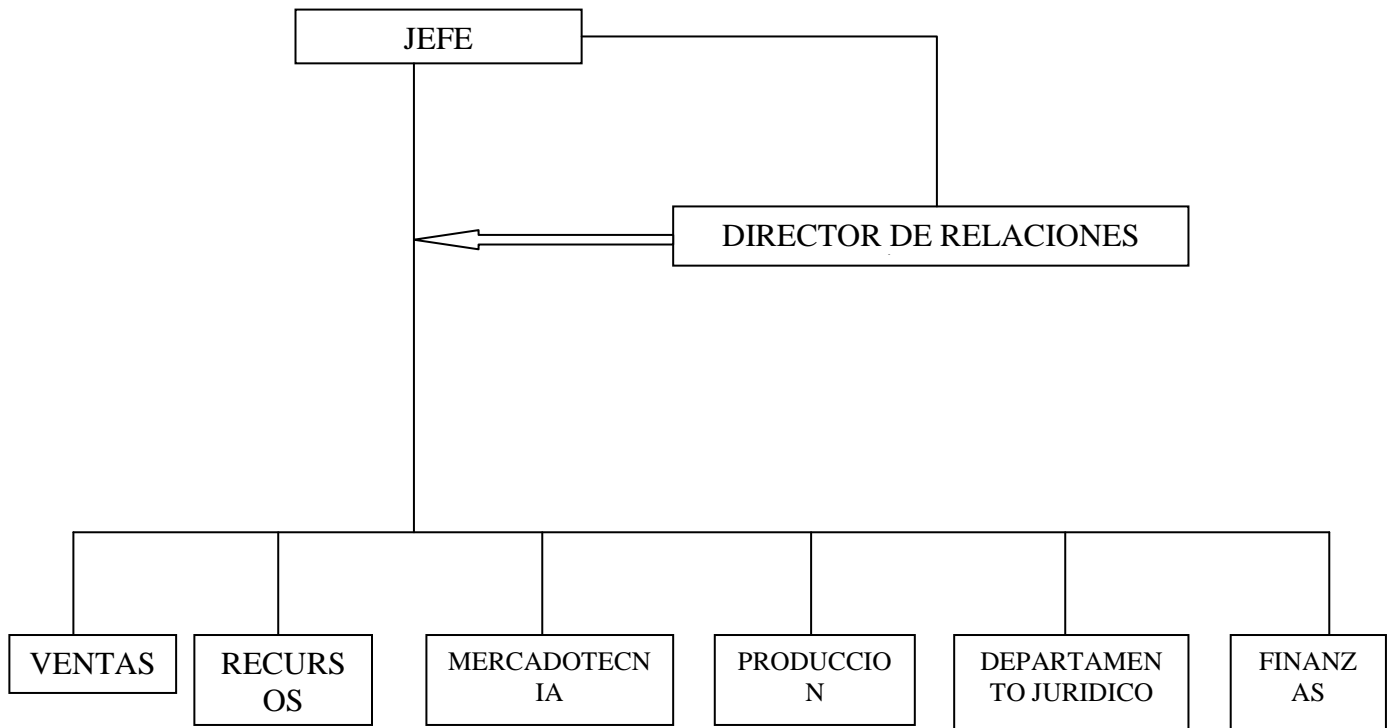 JEFE
DIRECTOR DE RELACIONES
VENTAS
RECURS
OS
MERCADOTECN
IA
PRODUCCIO
N
DEPARTAMEN
TO JURIDICO
FINANZ
AS